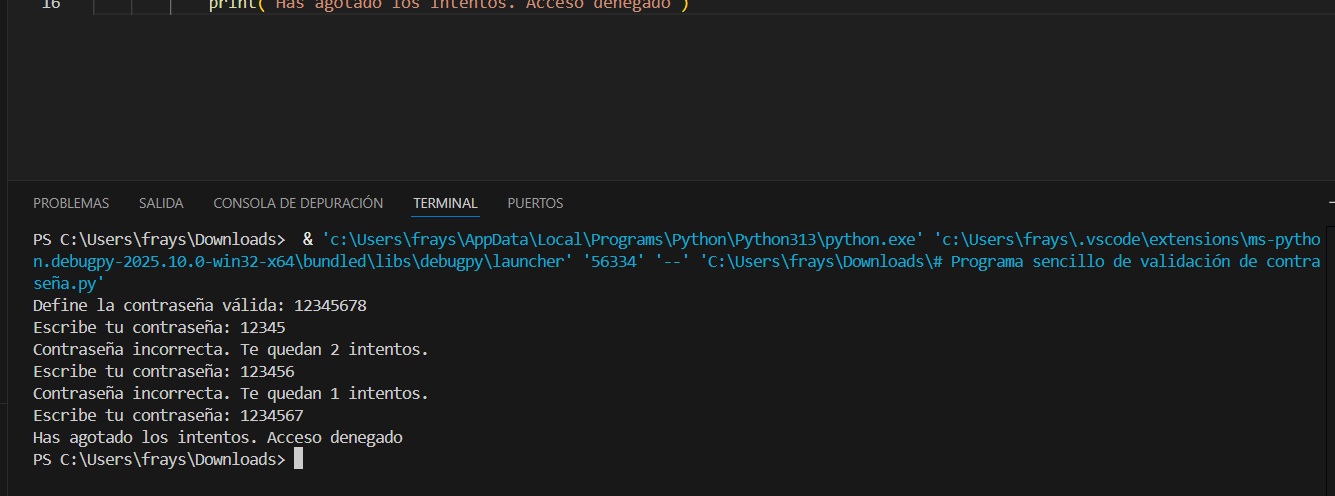 16 print("Has agotado los intentos. Acceso denegado")
PROBLEMAS SALIDA CONSOLA DE DEPURACIÓN TERMINAL PUERTOS
PS C:\Users\frays\Downloads>  & 'c:\Users\frays\AppData\Local\Programs\Python\Python313\python.exe' 'c:\Users\frays\.vscode\extensions\ms-pytho
n.debugpy-2025.10.0-win32-x64\bundled\libs\debugpy\launcher' '56334' '--' 'C:\Users\frays\Downloads\# Programa sencillo de validación de contra
seña.py'
Define la contraseña válida: 12345678
Escribe tu contraseña: 12345
Contraseña incorrecta. Te quedan 2 intentos.
Escribe tu contraseña: 123456
Contraseña incorrecta. Te quedan 1 intentos.
Escribe tu contraseña: 1234567
Has agotado los intentos. Acceso denegado
PS C:\Users\frays\Downloads>